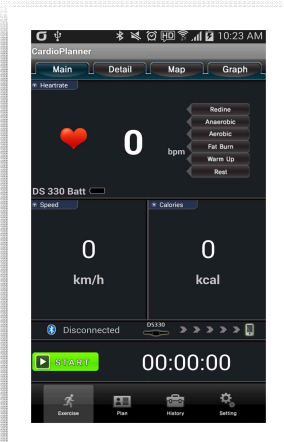 10:23 AM
CardioPlanner
Main Detail Map Graph
Heartrate
0 bpm
Redine
Anaerobic
Aerobic
Fat Burn
Warm Up
Rest
DS 330 Batt
Speed Calories
0 0
km/h kcal
Disconnected DS330
START 00:00:00
Exercise Plan History Setting